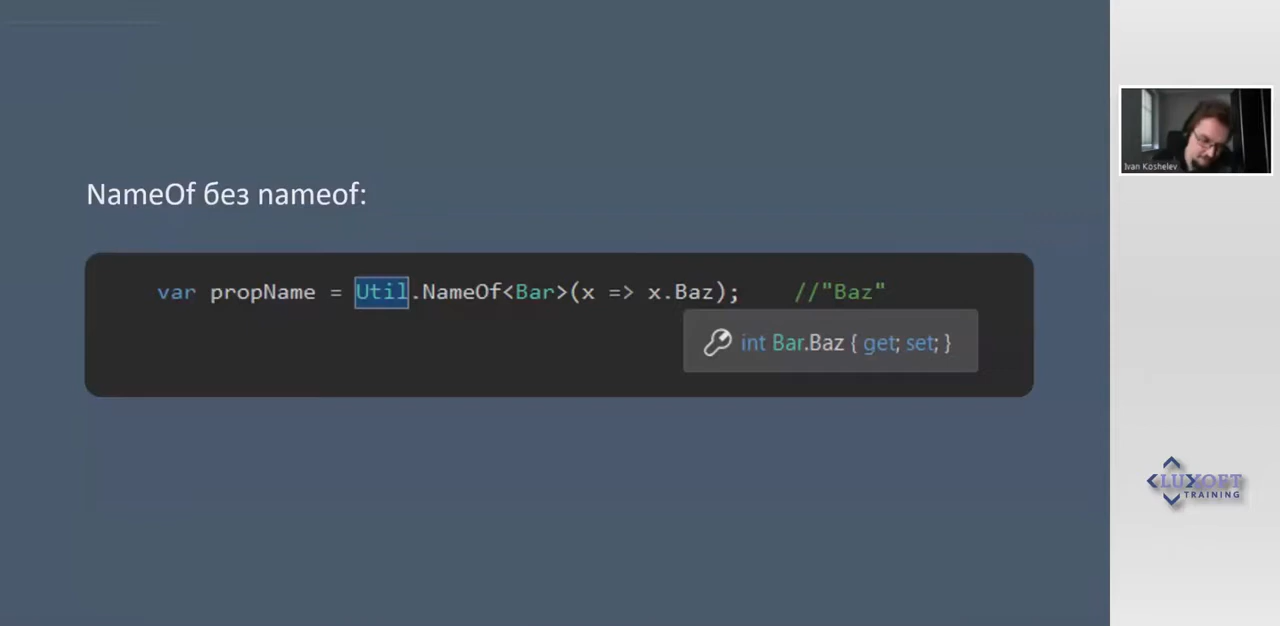 NameOf без nameof:
var propName = Util.NameOf<Bar>(x => x.Baz); //"Baz"
int Bar.Baz { get; set; }
Ivan Koshelev
LUXOFT
TRAINING